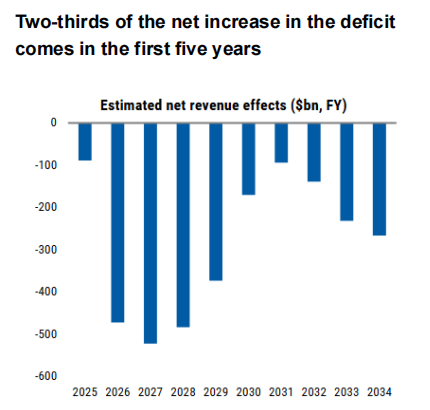 Two-thirds of the net increase in the deficit
comes in the first five years
Estimated net revenue effects ($bn, FY)
0
-100
-200
-300
-400
-500
-600
2025 2026 2027 2028 2029 2030 2031 2032 2033 2034